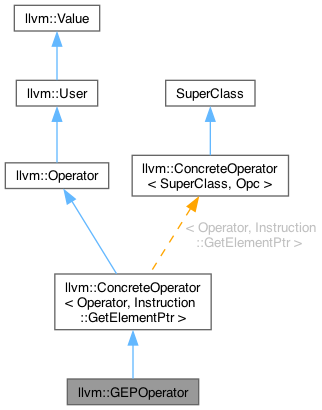 llvm::Value
llvm::User
SuperClass
llvm::Operator
llvm::ConcreteOperator
< SuperClass, Opc >
< Operator, Instruction
::GetElementPtr >
llvm::ConcreteOperator
< Operator, Instruction
::GetElementPtr >
llvm::GEPOperator